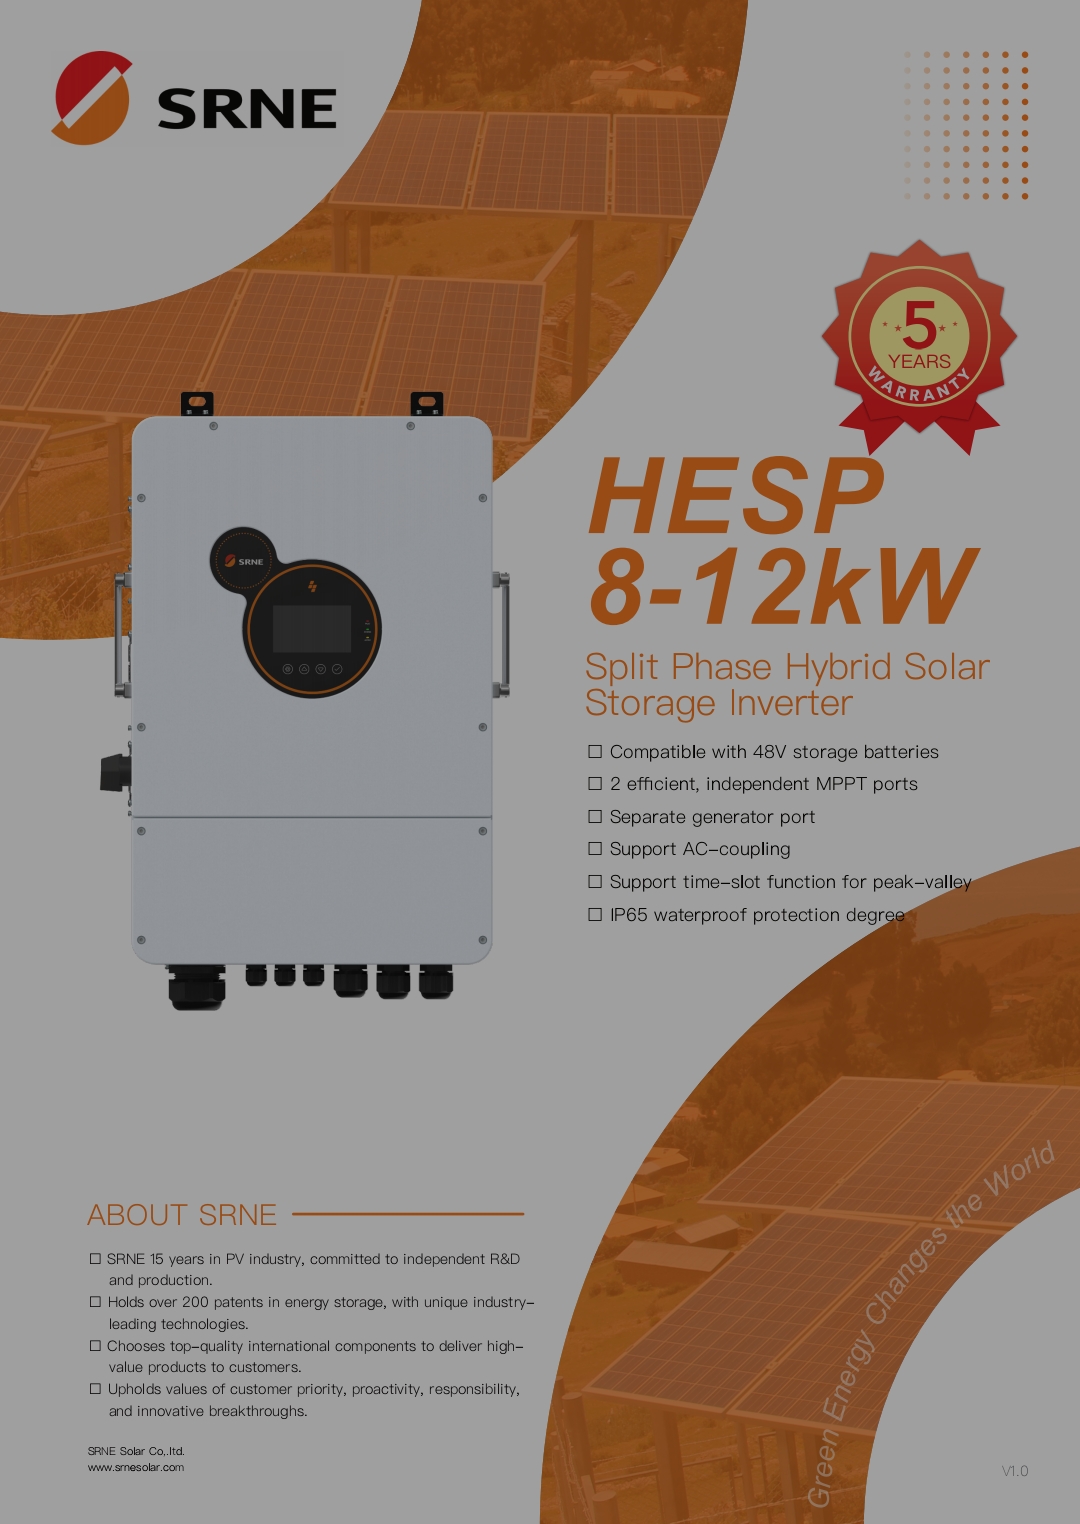 SRNE
5
YEARS
WARRANTY
HESP
8-12kW
Split Phase Hybrid Solar
Storage Inverter
☐ Compatible with 48V storage batteries
☐ 2 efficient, independent MPPT ports
☐ Separate generator port
☐ Support AC-coupling
☐ Support time-slot function for peak-valley
☐ IP65 waterproof protection degree
SRNE
ABOUT SRNE
☐ SRNE 15 years in PV industry, committed to independent R&D
and production.
☐ Holds over 200 patents in energy storage, with unique industry-
leading technologies.
☐ Chooses top-quality international components to deliver high-
value products to customers.
☐ Upholds values of customer priority, proactivity, responsibility,
and innovative breakthroughs.
SRNE Solar Co,.ltd.
www.srnesolar.com
Green Energy Changes the World
V1.0